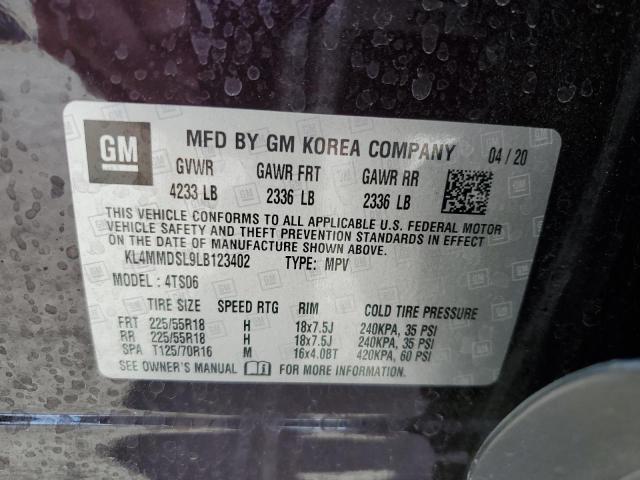 GM
MFD BY GM KOREA COMPANY 04 / 20
GVWR GAWR FRT GAWR RR
4233 LB 2336 LB 2336 LB
THIS VEHICLE CONFORMS TO ALL APPLICABLE U.S. FEDERAL MOTOR
VEHICLE SAFETY AND THEFT PREVENTION STANDARDS IN EFFECT ON
THE DATE OF MANUFACTURE SHOWN ABOVE.
KL4MMDSL9LB123402 TYPE: MPV
MODEL : 4TS06
TIRE SIZE SPEED RTG RIM COLD TIRE PRESSURE
FRT 225/55R18 H 18x7.5J 240KPA, 35 PSI
RR 225/55R18 H 18x7.5J 240KPA, 35 PSI
SPA T125/70R16 M 16x4.0BT 420KPA, 60 PSI
SEE OWNER'S MANUAL FOR MORE INFORMATION.